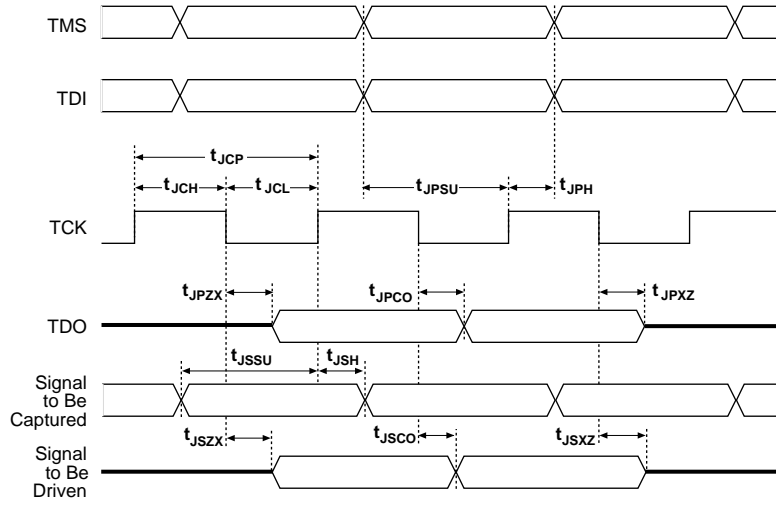 TMS
TDI
tJCP
tJCH
tJCL
tJPSU
tJPH
TCK
tJPZX
tJPCO
tJPXZ
TDO
tJSSU
tJSH
Signal
to Be
Captured
tJSZX
tJSCO
tJSXZ
Signal
to Be
Driven